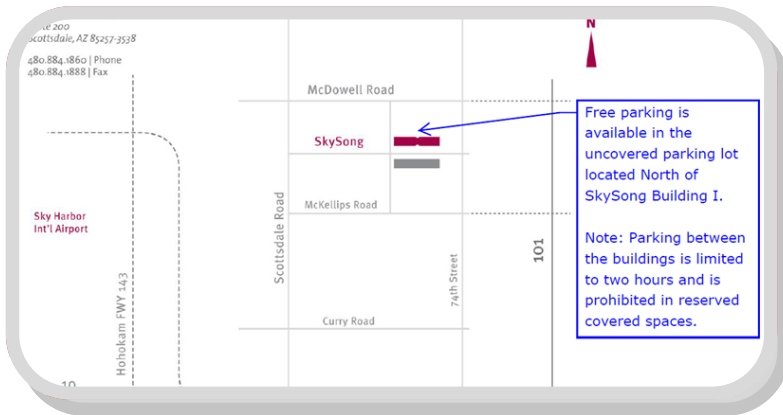 200
Scottsdale, AZ 85257-3538
480.884.1860 | Phone
480.884.1888 | Fax
N
McDowell Road
SkySong
McKellips Road
Scottsdale Road
74th Street
101
Curry Road
Sky Harbor
Int'l Airport
Hohokam FWY 143
10
Free parking is
available in the
uncovered parking lot
located North of
SkySong Building I.
Note: Parking between
the buildings is limited
to two hours and is
prohibited in reserved
covered spaces.